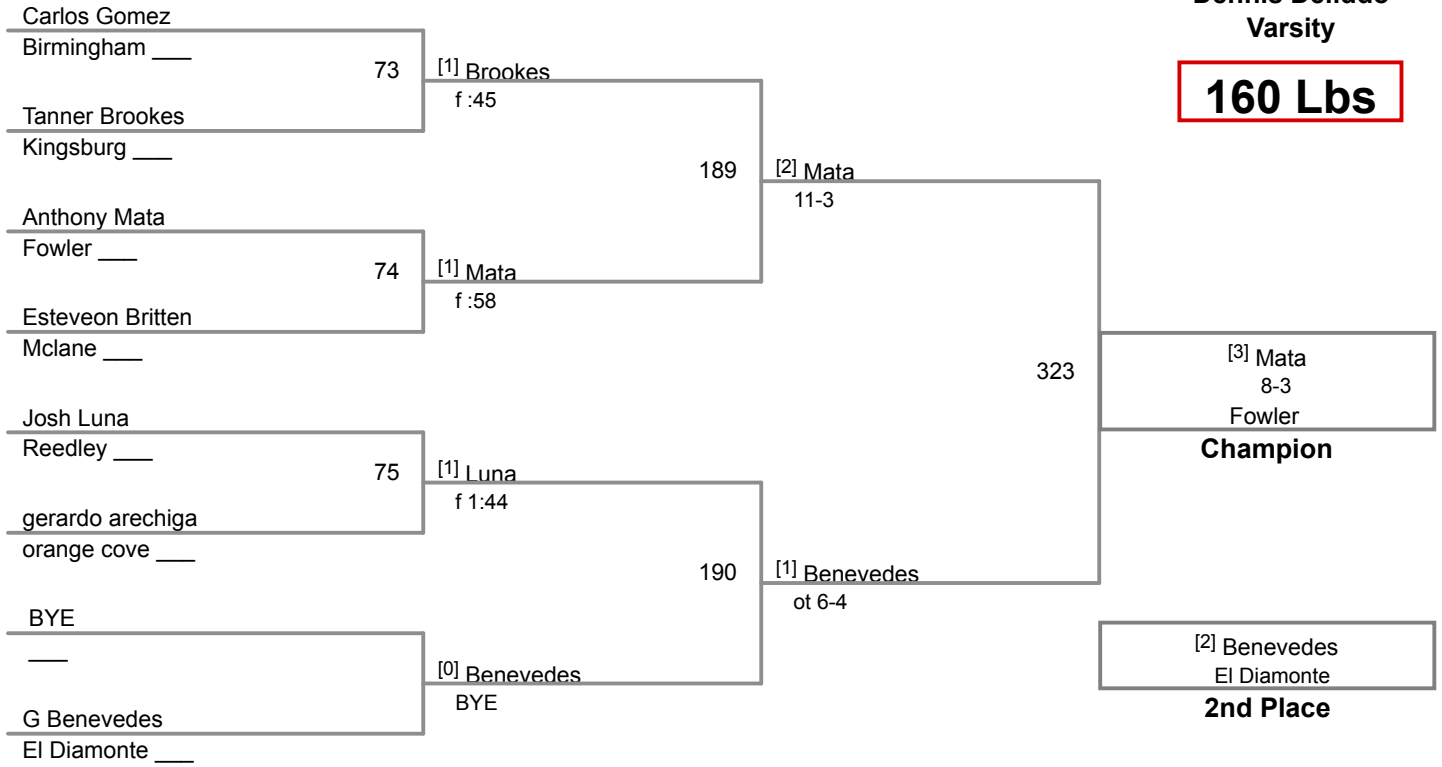 Varsity
160 Lbs
Carlos Gomez
Birmingham ___
73
[1] Brookes
f :45
Tanner Brookes
Kingsburg ___
189
[2] Mata
11-3
Anthony Mata
Fowler ___
74
[1] Mata
f :58
Esteveon Britten
Mclane ___
323
[3] Mata
8-3
Fowler
Champion
Josh Luna
Reedley ___
75
[1] Luna
f 1:44
gerardo arechiga
orange cove ___
190
[1] Benevedes
ot 6-4
BYE
___
[0] Benevedes
BYE
G Benevedes
El Diamonte ___
[2] Benevedes
El Diamonte
2nd Place